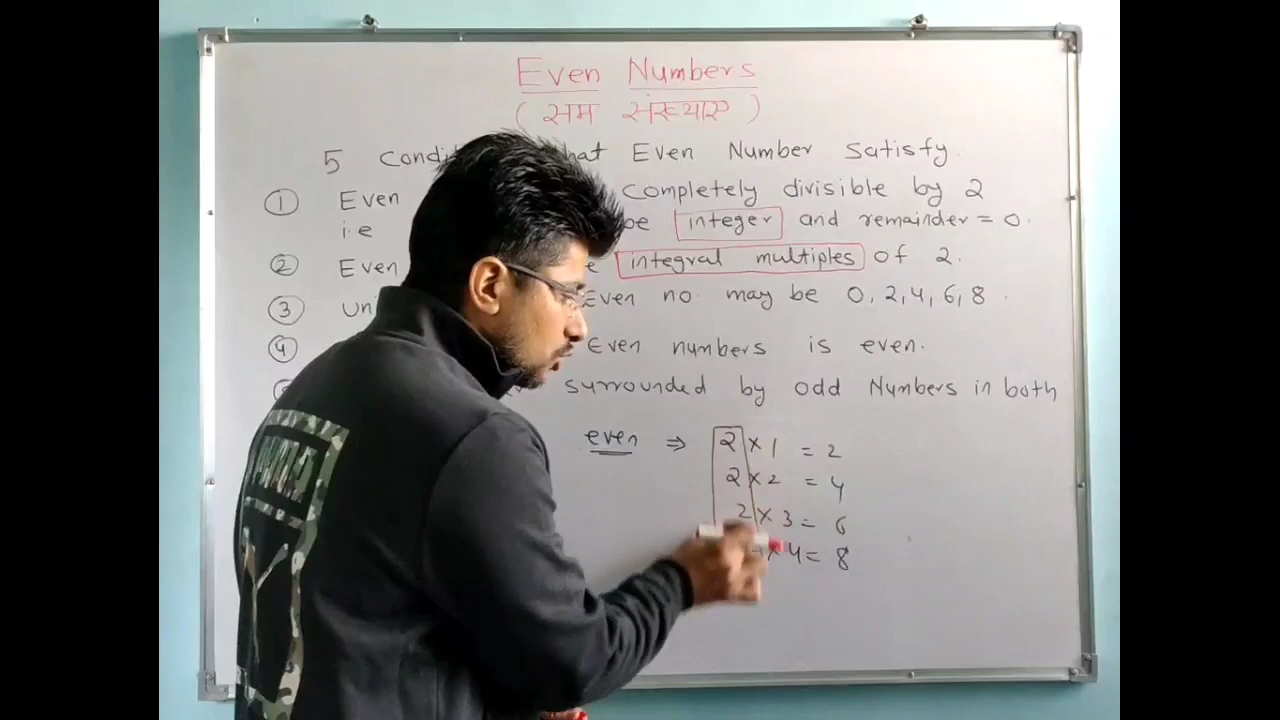 Even Numbers
( सम संख्याए )
5 that Even Number Satisfy
① Even completely divisible by 2
i.e be integer and remainder = 0.
② Even integral multiples of 2.
③ Even no. may be 0, 2, 4, 6, 8.
④ Even numbers is even.
surrounded by odd Numbers in both
even ⇒ 2 × 1 = 2
2 × 2 = 4
2 × 3 = 6
× 4 = 8